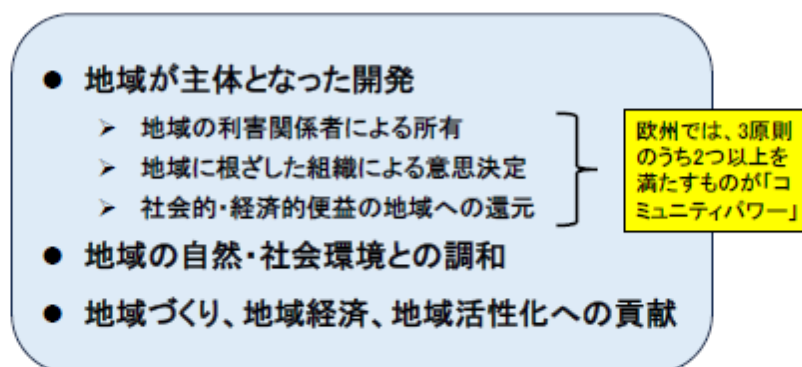 ● 地域が主体となった開発
➢ 地域の利害関係者による所有
➢ 地域に根ざした組織による意思決定
➢ 社会的・経済的便益の地域への還元
欧州では、3原則
のうち2つ以上を
満たすものが「コ
ミュニティパワー」
● 地域の自然・社会環境との調和
● 地域づくり、地域経済、地域活性化への貢献